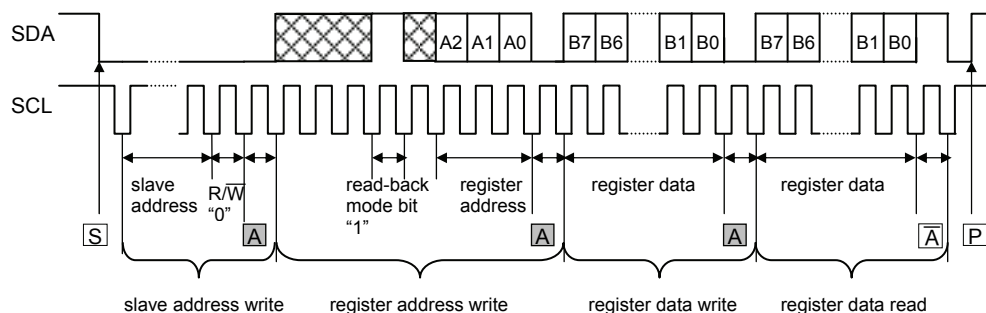 SDA
A2 A1 A0 B7 B6 B1 B0 B7 B6 B1 B0
SCL
slave address
R/W̅ "0"
read-back mode bit "1"
register address
register data
register data
S A A A A̅ P
slave address write
register address write
register data write
register data read